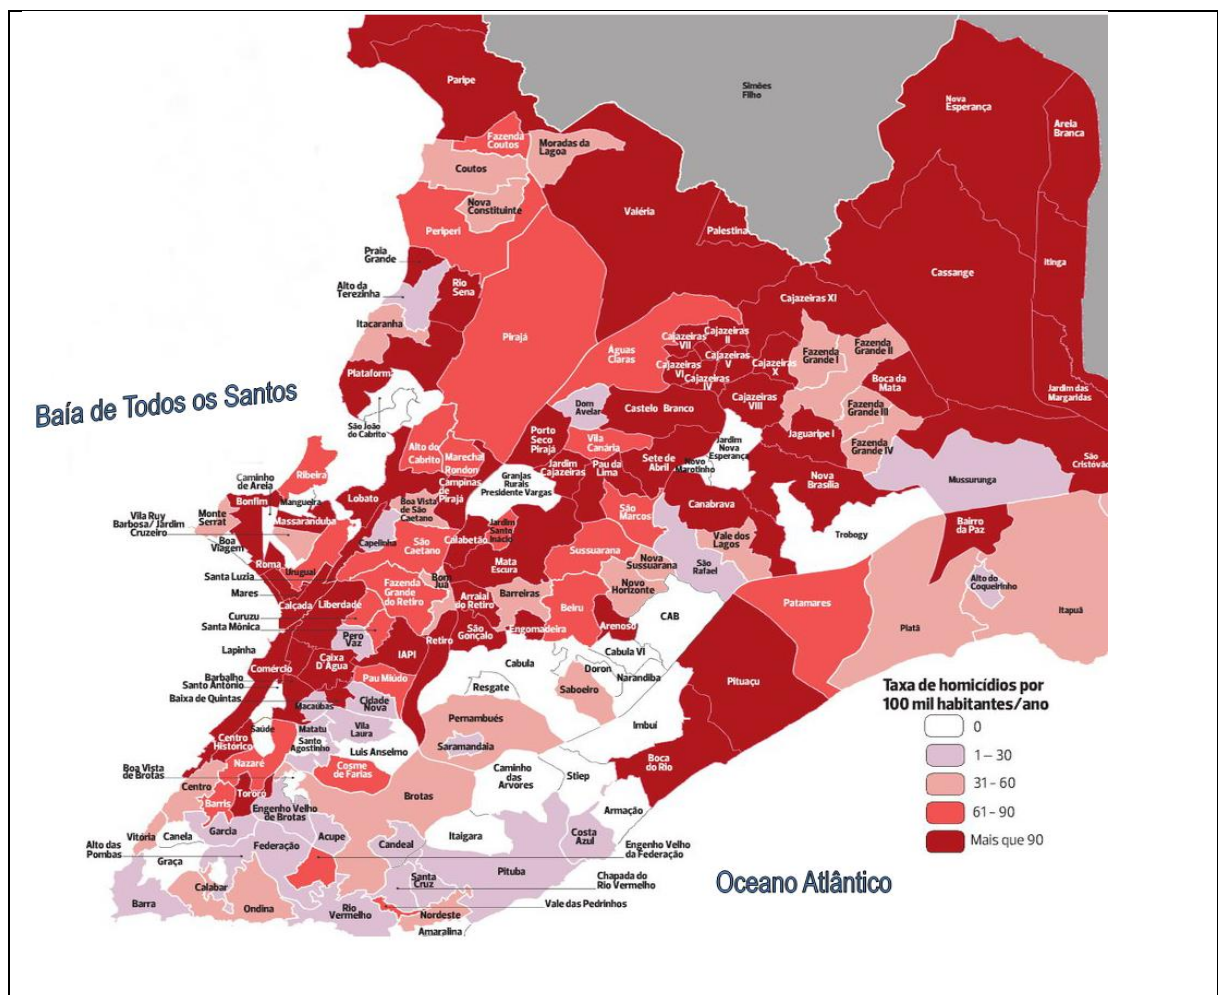 Simões
Filho
Paripe
Nova
Esperança
Areia
Branca
Fazenda
Coutos
Moradas da
Lagoa
Coutos
Nova
Constituinte
Valéria
Palestina
Periperi
Praia
Grande
Alto da
Terezinha
Rio
Sena
Itinga
Cassange
Cajazeiras XI
Itacaranha
Pirajá
Águas
Claras
Cajazeiras
VII
Cajazeiras
II
Cajazeiras
V
Cajazeiras
VI
Cajazeiras
IV
Cajazeiras
X
Cajazeiras
VIII
Fazenda
Grande I
Fazenda
Grande II
Boca da
Mata
Fazenda
Grande III
Fazenda
Grande IV
Jaguaripe I
Jardim das
Margaridas
Plataforma
Baía de Todos os Santos
São João
do Cabrito
Dom
Avelar
Castelo Branco
Porto
Seco
Pirajá
Vila
Canária
Jardim
Nova
Esperança
Novo
Marotinho
Sete de
Abril
Pau da
Lima
Jardim
Cajazeiras
Alto do
Cabrito
Marechal
Rondon
Campinas
de
Pirajá
Granjas
Rurais
Presidente Vargas
São
Cristóvão
Mussurunga
Nova
Brasília
Ribeira
Caminho
de Areia
Bonfim
Mangueira
Lobato
Massaranduba
Monte
Serrat
Vila Ruy
Barbosa/Jardim
Cruzeiro
Boa
Viagem
Roma
Uruguai
Boa Vista
de São
Caetano
Capelinha
São
Caetano
Calabetão
Jardim
Santo
Inácio
São
Marcos
Canabrava
Vale dos
Lagos
Trobogy
Bairro
da Paz
Sussuarana
Nova
Sussuarana
São
Rafael
Mata
Escura
Novo
Horizonte
Santa Luzia
Mares
Calçada
Liberdade
Fazenda
Grande
do Retiro
Bom
Juá
Arraial
do Retiro
Barreiras
Beiru
Arenoso
CAB
Patamares
Alto do
Coqueirinho
Itapuã
Platô
Curuzu
Santa Mônica
Pero
Vaz
IAPI
Retiro
São
Gonçalo
Engomadeira
Lapinha
Caixa
D'Água
Comércio
Barbalho
Santo Antônio
Baixa de Quintas
Macaúbas
Pau Miúdo
Cidade
Nova
Cabula
Cabula VI
Doron
Narandiba
Resgate
Saboeiro
Pituaçu
Imbuí
Pernambués
Saramandaia
Saúde
Matatu
Vila
Laura
Santo
Agostinho
Luis Anselmo
Centro
Histórico
Nazaré
Cosme
de Farias
Boa Vista
de Brotas
Centro
Barris
Tororó
Engenho Velho
de Brotas
Brotas
Caminho
das
Arvores
Stiep
Boca
do Rio
Armação
Vitória
Canela
Garcia
Federação
Acupe
Candeal
Itaigara
Costa
Azul
Engenho Velho
da Federação
Alto das
Pombas
Graça
Calabar
Pituba
Santa
Cruz
Chapada do
Rio Vermelho
Barra
Ondina
Rio
Vermelho
Vale das Pedrinhos
Nordeste
Amaralina
Oceano Atlântico
Taxa de homicídios por
100 mil habitantes/ano
0
1 – 30
31 – 60
61 – 90
Mais que 90